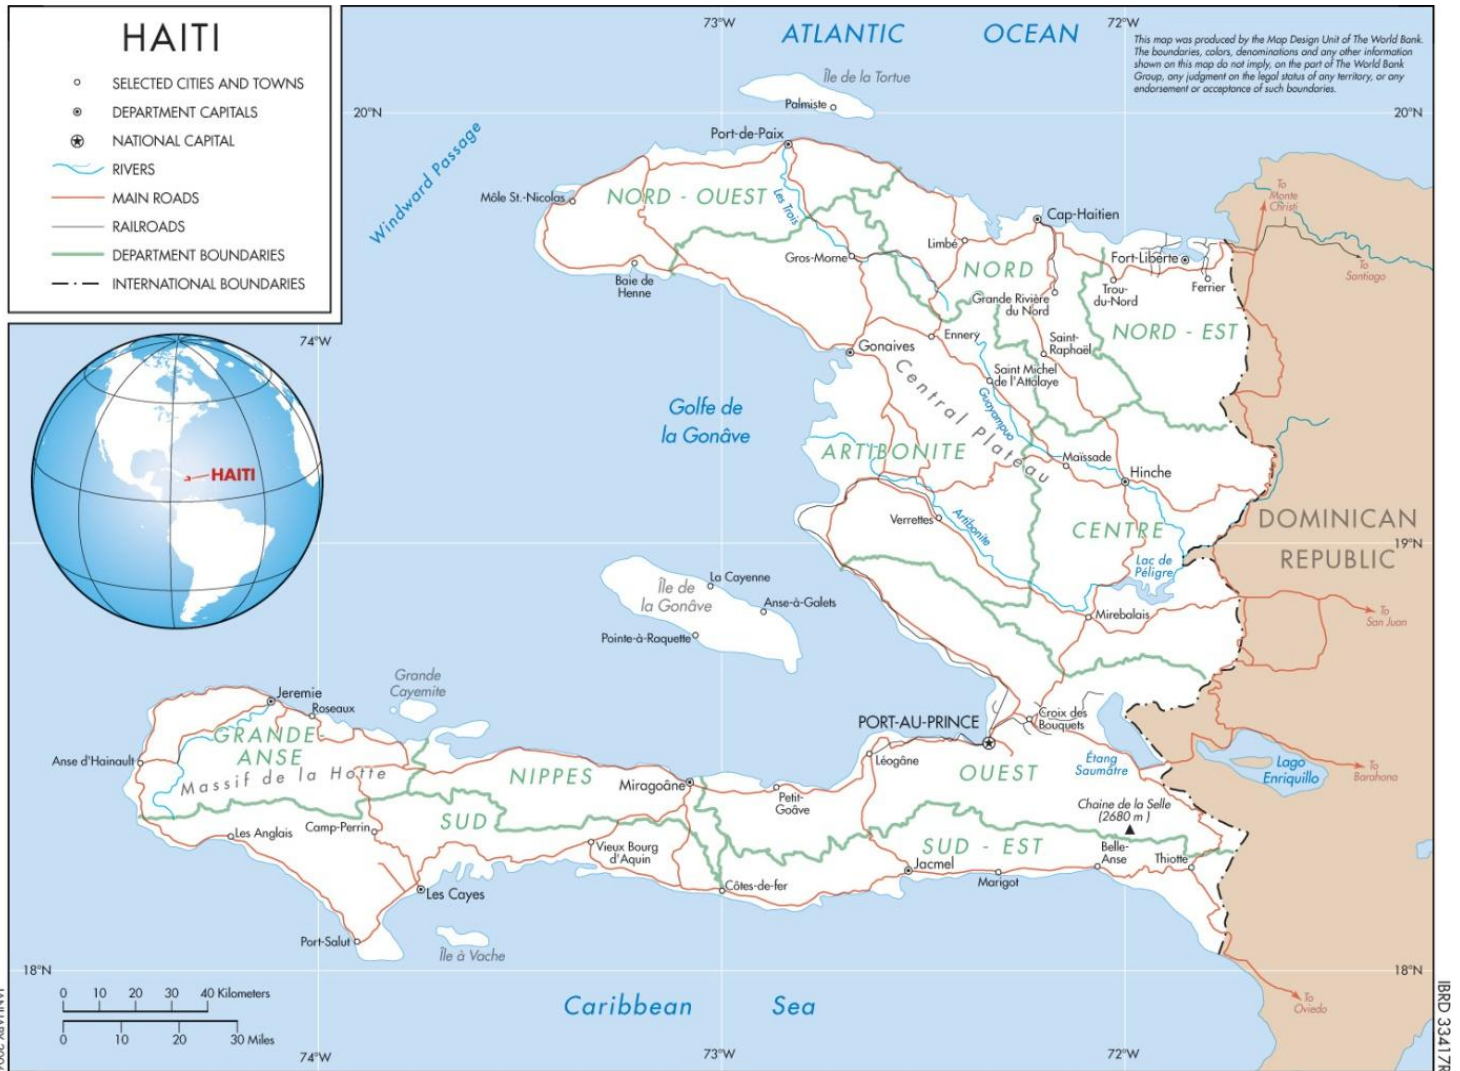 HAITI
SELECTED CITIES AND TOWNS
DEPARTMENT CAPITALS
NATIONAL CAPITAL
RIVERS
MAIN ROADS
RAILROADS
DEPARTMENT BOUNDARIES
INTERNATIONAL BOUNDARIES
73°W
72°W
ATLANTIC OCEAN
This map was produced by the Map Design Unit of The World Bank.
The boundaries, colors, denominations and any other information
shown on this map do not imply, on the part of The World Bank
Group, any judgment on the legal status of any territory, or any
endorsement or acceptance of such boundaries.
Île de la Tortue
Palmiste
20°N
20°N
Windward Passage
Port-de-Paix
Môle St.-Nicolas
NORD - OUEST
Les Trois
To
Monte
Christi
Cap-Haitien
Limbé
Gros-Morne
NORD
Fort-Liberte
To
Santiago
Baie de
Henne
Grande Rivière
du Nord
Trou-
du-Nord
Ferrier
NORD - EST
74°W
Gonaives
Ennery
Saint-
Raphaël
Saint Michel
de l'Attalaye
Central Plateau
Guayampuo
Golfe de
la Gonâve
HAITI
ARTIBONITE
Maïssade
Hinche
Verrettes
Artibonite
CENTRE
DOMINICAN
REPUBLIC
19°N
Lac de
Péligre
Île de
la Gonâve
La Cayenne
Anse-à-Galets
Pointe-à-Raquette
Mirebalais
To
San Juan
Grande
Cayemite
Jeremie
Roseaux
PORT-AU-PRINCE
Croix des
Bouquets
GRANDE-
ANSE
Anse d'Hainault
Massif de la Hotte
NIPPES
Miragoâne
Léogâne
OUEST
Étang
Saumâtre
Lago
Enriquillo
To
Barahona
Petit-
Goâve
Chaine de la Selle
(2680 m )
Les Anglais
Camp-Perrin
SUD
Vieux Bourg
d'Aquin
SUD - EST
Belle-
Anse
Thiotte
Jacmel
Marigot
Côtes-de-fer
Les Cayes
Port-Salut
Île à Vache
18°N
18°N
Caribbean Sea
To
Oviedo
0 10 20 30 40 Kilometers
0 10 20 30 Miles
74°W
73°W
72°W
IBRD 33417R